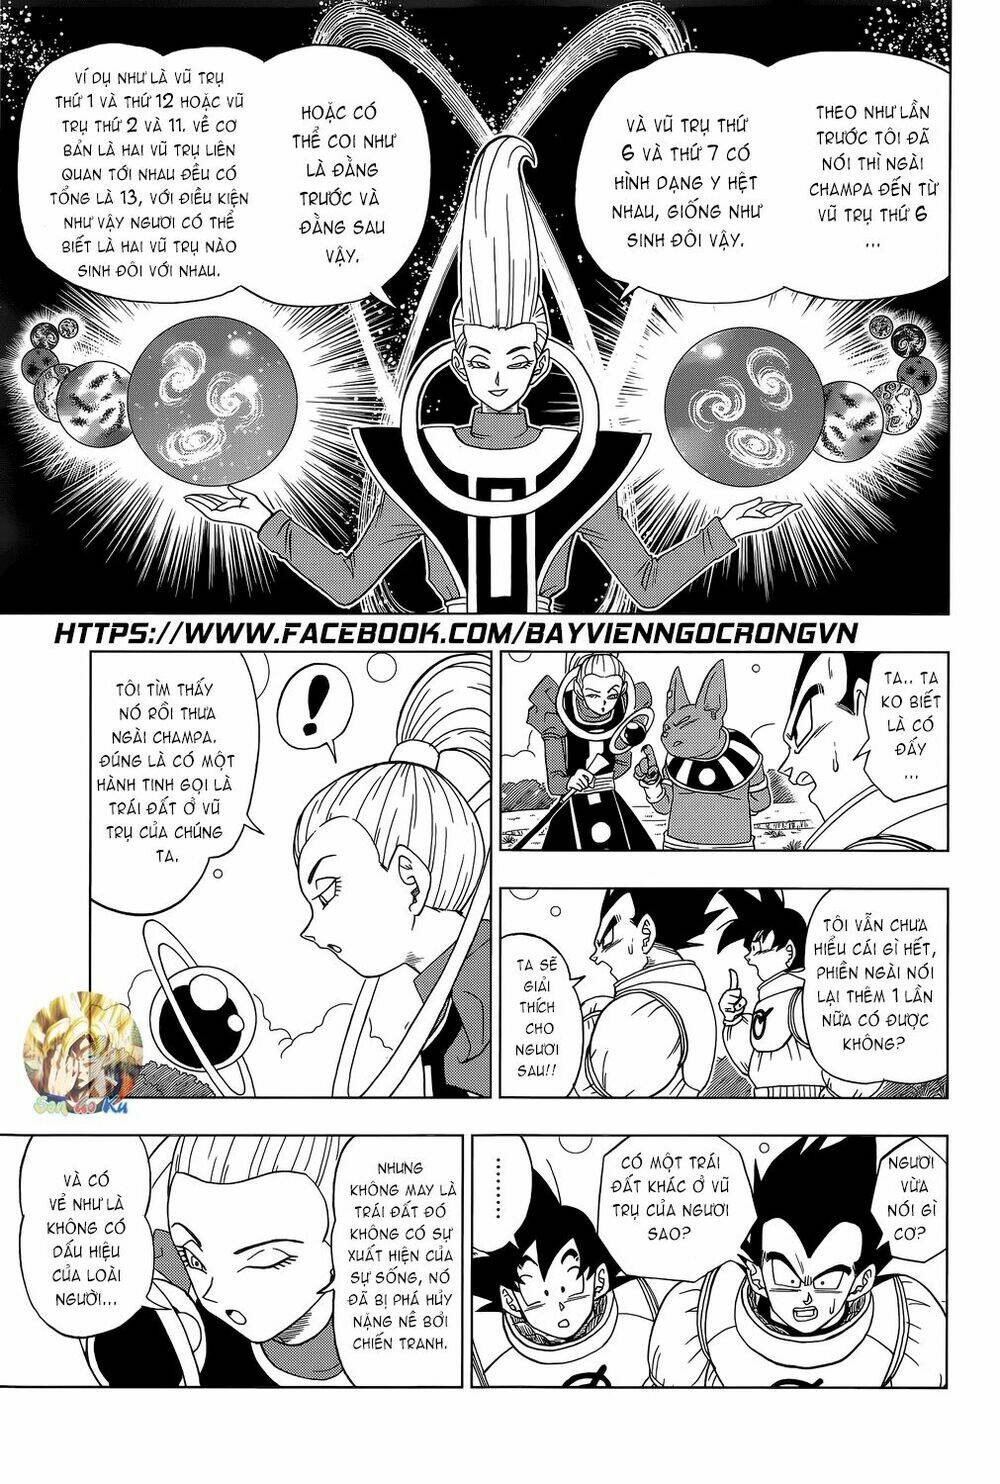 THEO NHƯ LẦN
TRƯỚC TÔI ĐÃ
NÓI THÌ NGÀI
CHAMPA ĐẾN TỪ
VŨ TRỤ THỨ 6
...
VÀ VŨ TRỤ THỨ
6 VÀ THỨ 7 CÓ
HÌNH DẠNG Y HỆT
NHAU, GIỐNG NHƯ
SINH ĐÔI VẬY.
HOẶC CÓ
THỂ COI NHƯ
LÀ ĐẰNG
TRƯỚC VÀ
ĐẰNG SAU
VẬY.
VÍ DỤ NHƯ LÀ VŨ TRỤ
THỨ 1 VÀ THỨ 12 HOẶC VŨ
TRỤ THỨ 2 VÀ 11. VỀ CƠ
BẢN LÀ HAI VŨ TRỤ LIÊN
QUAN TỚI NHAU ĐỀU CÓ
TỔNG LÀ 13, VỚI ĐIỀU KIỆN
NHƯ VẬY NGƯƠI CÓ THỂ
BIẾT LÀ HAI VŨ TRỤ NÀO
SINH ĐÔI VỚI NHAU.
HTTPS://WWW.FACEBOOK.COM/BAYVIENNGOCRONGVN
TA.. TA
KO BIẾT
LÀ CÓ
ĐẤY
...
!
TÔI TÌM THẤY
NÓ RỒI THƯA
NGÀI CHAMPA.
ĐÚNG LÀ CÓ MỘT
HÀNH TINH GỌI LÀ
TRÁI ĐẤT Ở VŨ
TRỤ CỦA CHÚNG
TA.
TÔI VẪN CHƯA
HIỂU CÁI GÌ HẾT,
PHIỀN NGÀI NÓI
LẠI THÊM 1 LẦN
NỮA CÓ ĐƯỢC
KHÔNG?
TA SẼ
GIẢI
THÍCH
CHO
NGƯƠI
SAU!!
Son Go Ku
NGƯƠI
VỪA
NÓI GÌ
CƠ?
CÓ MỘT TRÁI
ĐẤT KHÁC Ở VŨ
TRỤ CỦA NGƯƠI
SAO?
........
NHƯNG
KHÔNG MAY LÀ
TRÁI ĐẤT ĐÓ
KHÔNG CÓ SỰ
XUẤT HIỆN CỦA
SỰ SỐNG, NÓ
ĐÃ BỊ PHÁ HỦY
NẶNG NỀ BỞI
CHIẾN TRANH.
VÀ CÓ
VẺ NHƯ LÀ
KHÔNG CÓ
DẤU HIỆU
CỦA LOÀI
NGƯỜI...